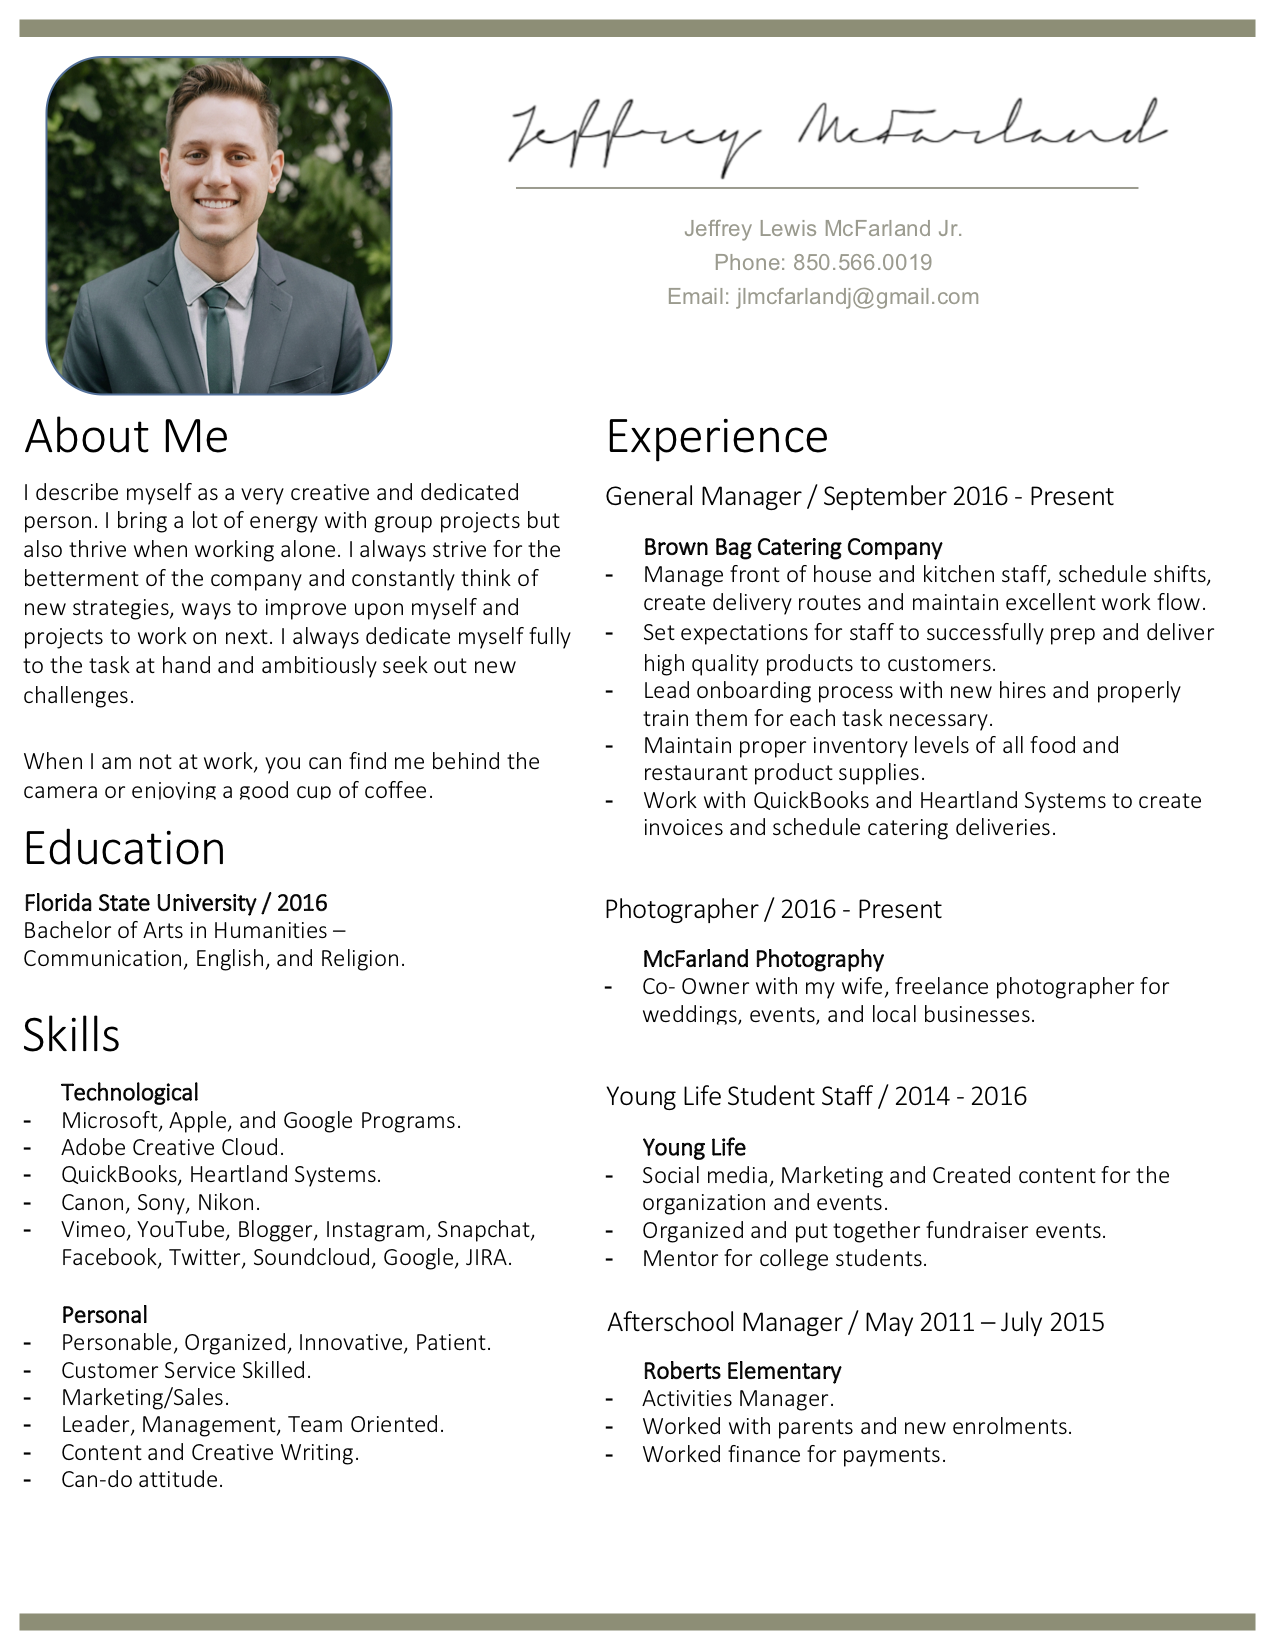 Jeffrey McFarland
Jeffrey Lewis McFarland Jr.
Phone: 850.566.0019
Email: jlmcfarlandj@gmail.com
About Me
I describe myself as a very creative and dedicated
person. I bring a lot of energy with group projects but
also thrive when working alone. I always strive for the
betterment of the company and constantly think of
new strategies, ways to improve upon myself and
projects to work on next. I always dedicate myself fully
to the task at hand and ambitiously seek out new
challenges.
When I am not at work, you can find me behind the
camera or enjoying a good cup of coffee.
Education
Florida State University / 2016
Bachelor of Arts in Humanities –
Communication, English, and Religion.
Skills
Technological
- Microsoft, Apple, and Google Programs.
- Adobe Creative Cloud.
- QuickBooks, Heartland Systems.
- Canon, Sony, Nikon.
- Vimeo, YouTube, Blogger, Instagram, Snapchat,
Facebook, Twitter, Soundcloud, Google, JIRA.
Personal
- Personable, Organized, Innovative, Patient.
- Customer Service Skilled.
- Marketing/Sales.
- Leader, Management, Team Oriented.
- Content and Creative Writing.
- Can-do attitude.
Experience
General Manager / September 2016 - Present
Brown Bag Catering Company
- Manage front of house and kitchen staff, schedule shifts,
create delivery routes and maintain excellent work flow.
- Set expectations for staff to successfully prep and deliver
high quality products to customers.
- Lead onboarding process with new hires and properly
train them for each task necessary.
- Maintain proper inventory levels of all food and
restaurant product supplies.
- Work with QuickBooks and Heartland Systems to create
invoices and schedule catering deliveries.
Photographer / 2016 - Present
McFarland Photography
- Co- Owner with my wife, freelance photographer for
weddings, events, and local businesses.
Young Life Student Staff / 2014 - 2016
Young Life
- Social media, Marketing and Created content for the
organization and events.
- Organized and put together fundraiser events.
- Mentor for college students.
Afterschool Manager / May 2011 – July 2015
Roberts Elementary
- Activities Manager.
- Worked with parents and new enrolments.
- Worked finance for payments.